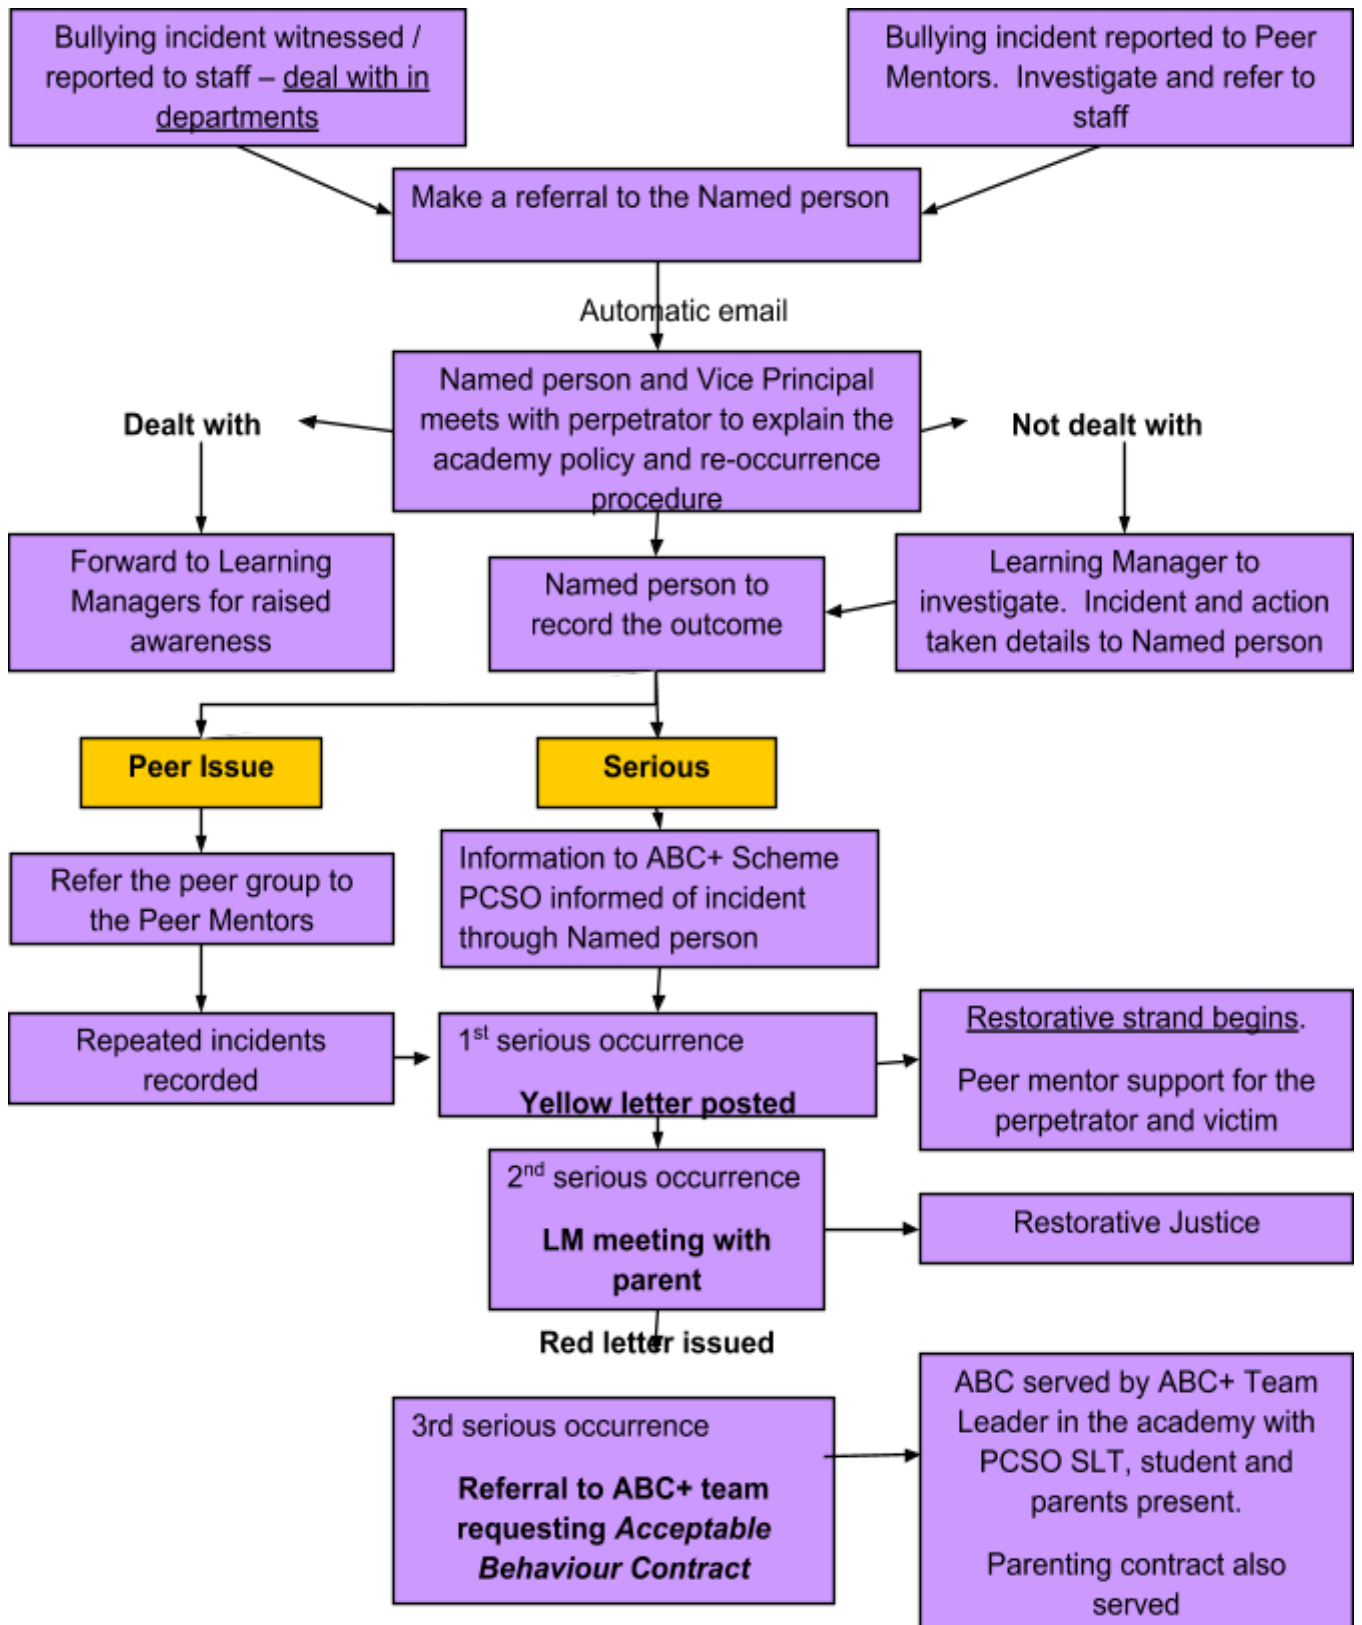 Bullying incident witnessed /
reported to staff – deal with in
departments
Bullying incident reported to Peer
Mentors.  Investigate and refer to
staff
Make a referral to the Named person
Automatic email
Named person and Vice Principal
meets with perpetrator to explain the
academy policy and re-occurrence
procedure
Dealt with
Not dealt with
Forward to Learning
Managers for raised
awareness
Named person to
record the outcome
Learning Manager to
investigate.  Incident and action
taken details to Named person
Peer Issue
Serious
Refer the peer group to
the Peer Mentors
Information to ABC+ Scheme
PCSO informed of incident
through Named person
Repeated incidents
recorded
1st serious occurrence
Yellow letter posted
Restorative strand begins.
Peer mentor support for the
perpetrator and victim
2nd serious occurrence
LM meeting with
parent
Restorative Justice
Red letter issued
3rd serious occurrence
Referral to ABC+ team
requesting Acceptable
Behaviour Contract
ABC served by ABC+ Team
Leader in the academy with
PCSO SLT, student and
parents present.
Parenting contract also
served